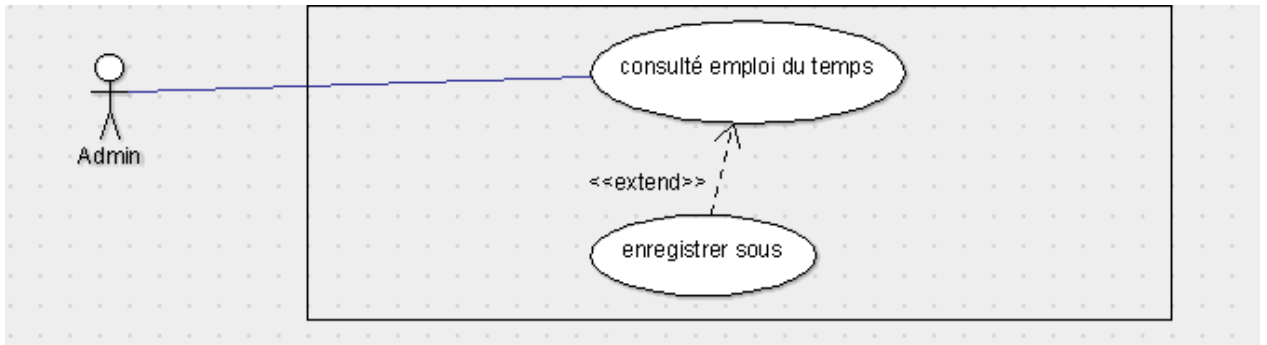 consulté emploi du temps
Admin
<<extend>>
enregistrer sous